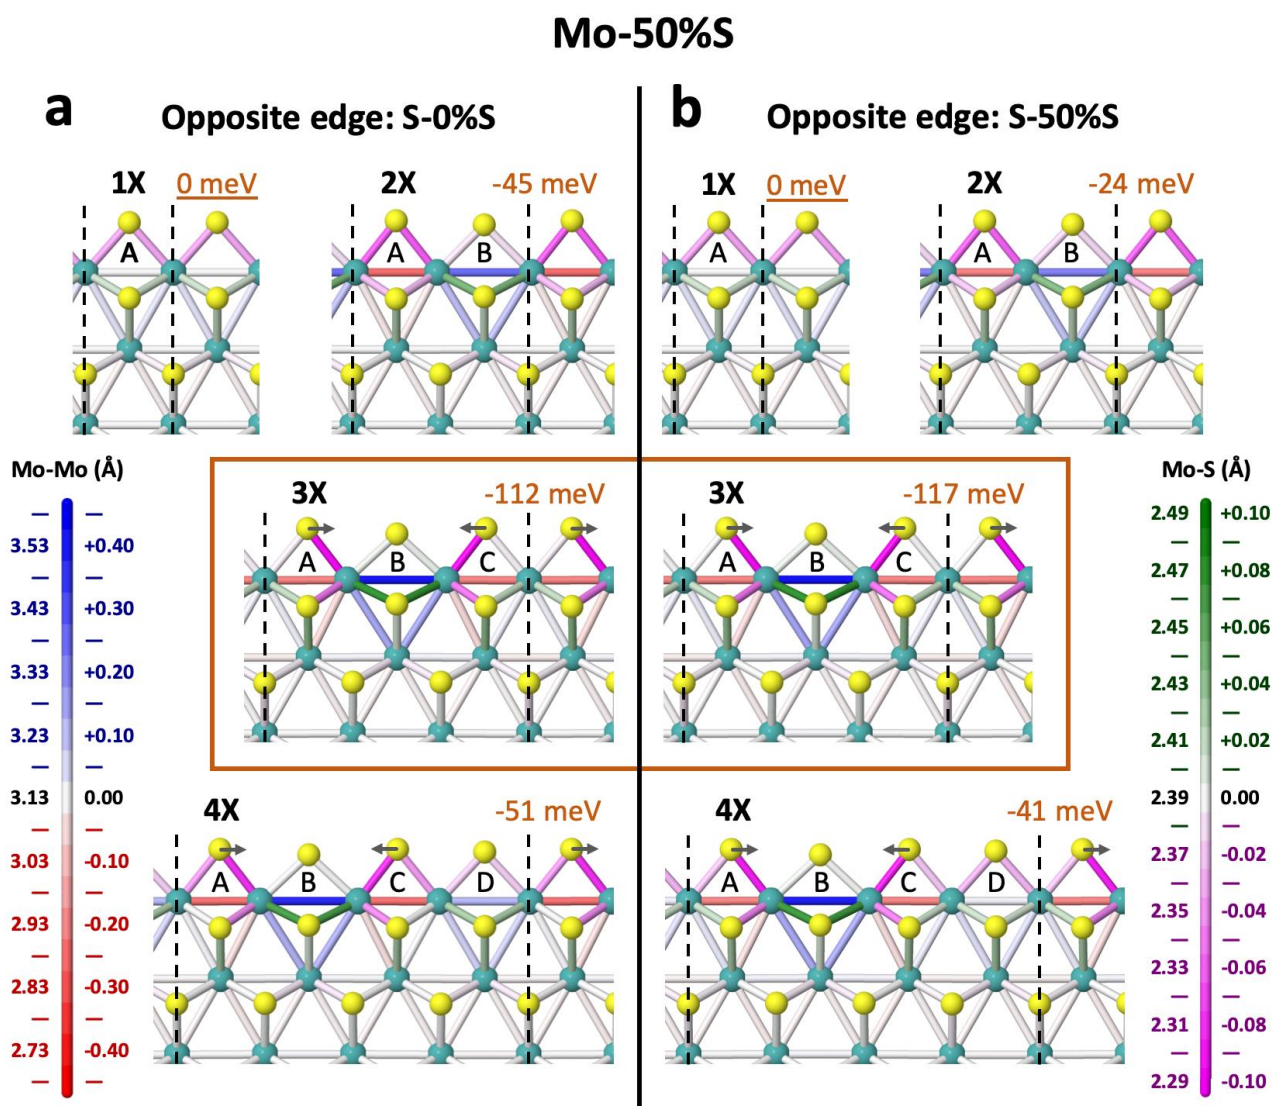 Mo-50%S
a
Opposite edge: S-0%S
1X
0 meV
A
2X
-45 meV
A
B
b
Opposite edge: S-50%S
1X
0 meV
A
2X
-24 meV
A
B
Mo-Mo (Å)
— —
3.53 +0.40
— —
3.43 +0.30
— —
3.33 +0.20
— —
3.23 +0.10
— —
3.13 0.00
— —
3.03 -0.10
— —
2.93 -0.20
— —
2.83 -0.30
— —
2.73 -0.40
— —
3X
-112 meV
A
B
C
3X
-117 meV
A
B
C
4X
-51 meV
A
B
C
D
4X
-41 meV
A
B
C
D
Mo-S (Å)
2.49 +0.10
— —
2.47 +0.08
— —
2.45 +0.06
— —
2.43 +0.04
— —
2.41 +0.02
— —
2.39 0.00
— —
2.37 -0.02
— —
2.35 -0.04
— —
2.33 -0.06
— —
2.31 -0.08
— —
2.29 -0.10